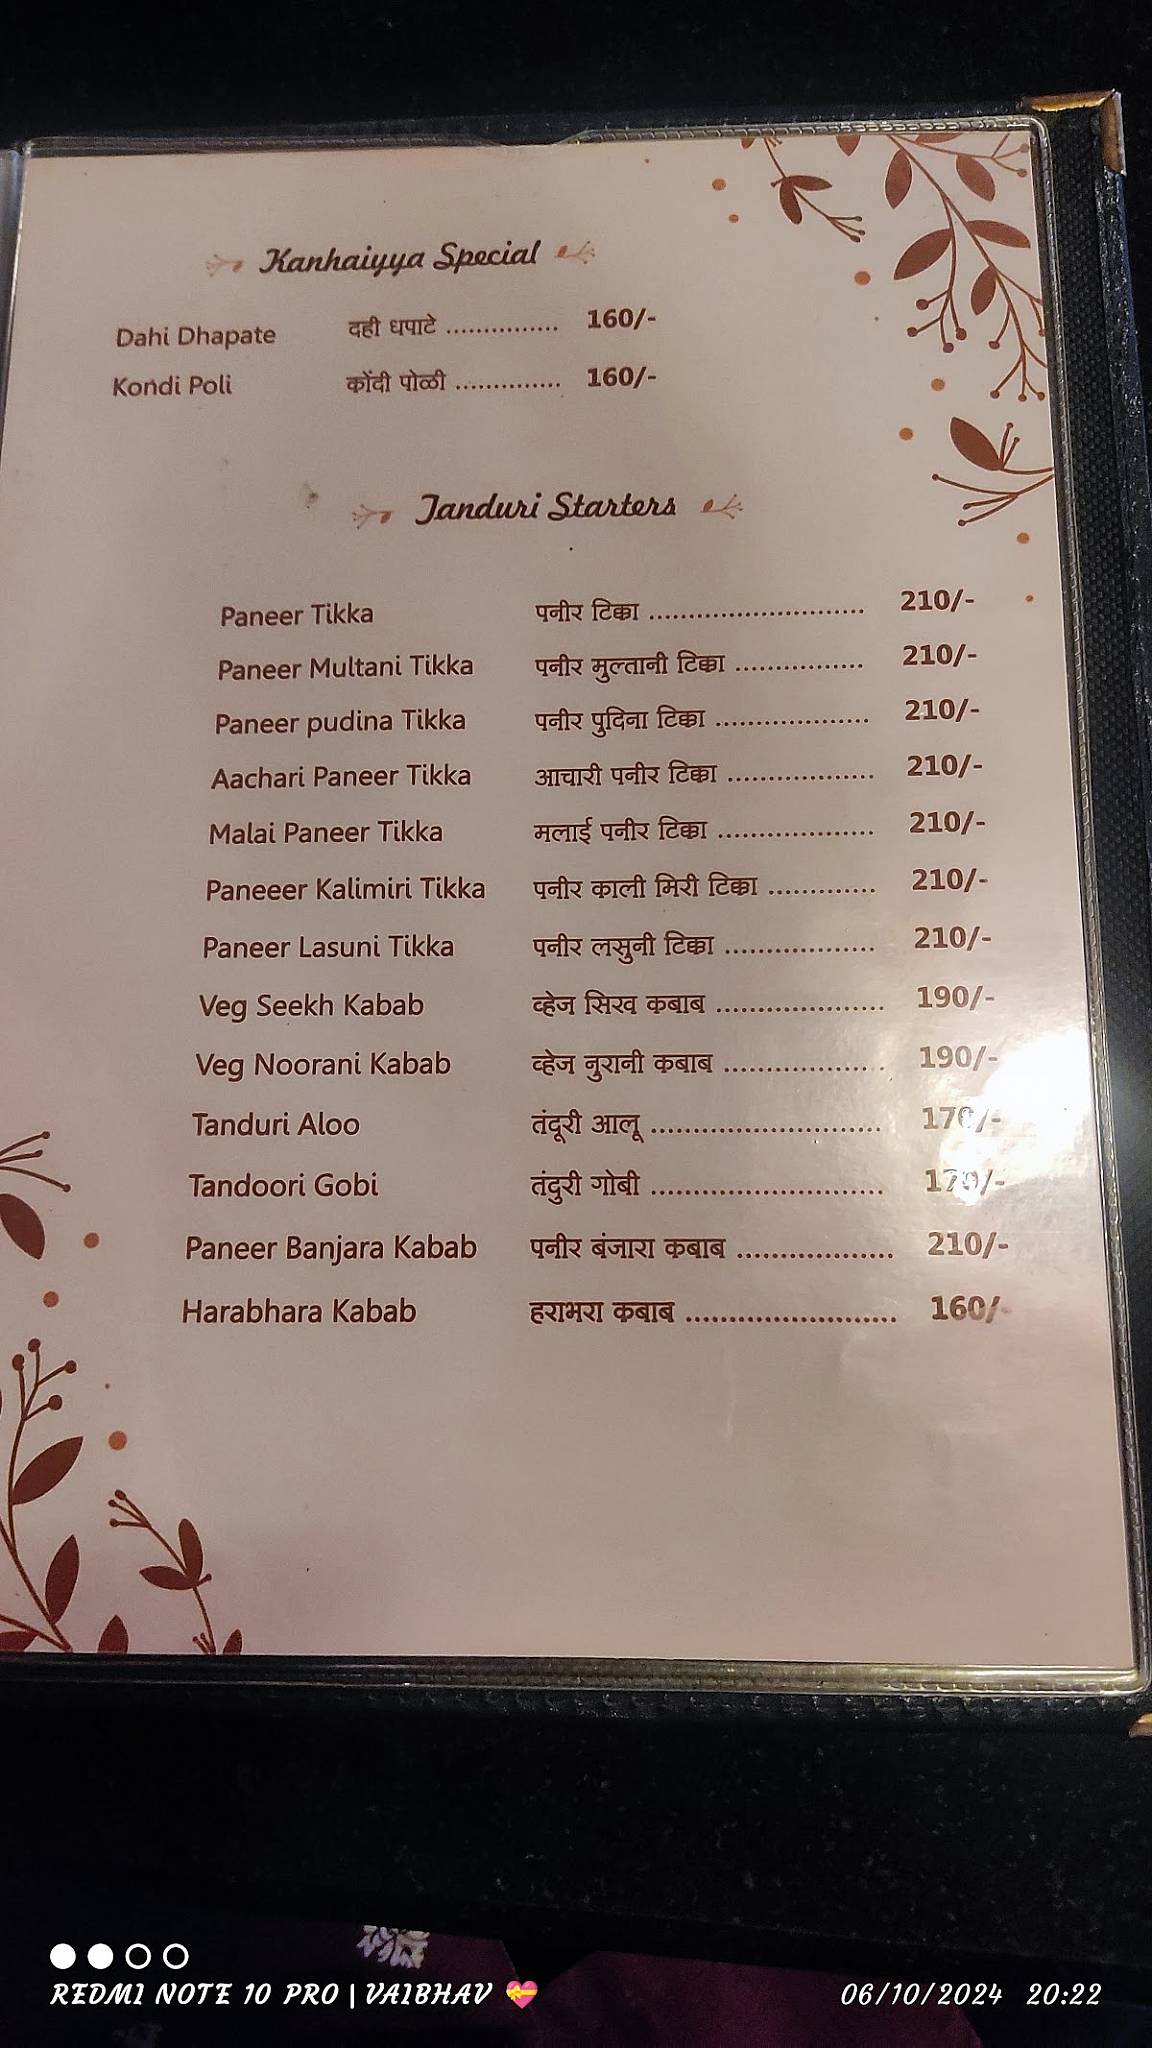 Kanhaiyya Special
Dahi Dhapate दही धपाटे ............... 160/-
Kondi Poli कोंदी पोळी .............. 160/-
Tanduri Starters
Paneer Tikka पनीर टिक्का ............................ 210/-
Paneer Multani Tikka पनीर मुल्तानी टिक्का ................. 210/-
Paneer pudina Tikka पनीर पुदिना टिक्का .................... 210/-
Aachari Paneer Tikka आचारी पनीर टिक्का ................... 210/-
Malai Paneer Tikka मलाई पनीर टिक्का .................... 210/-
Paneeer Kalimiri Tikka पनीर काली मिरी टिक्का ............. 210/-
Paneer Lasuni Tikka पनीर लसुनी टिक्का ................... 210/-
Veg Seekh Kabab व्हेज सिख कबाब ..................... 190/-
Veg Noorani Kabab व्हेज नुरानी कबाब .................... 190/-
Tanduri Aloo तंदूरी आलू ............................. 170/-
Tandoori Gobi तंदुरी गोबी ............................. 170/-
Paneer Banjara Kabab पनीर बंजारा कबाब ................... 210/-
Harabhara Kabab हराभरा कबाब ......................... 160/-
REDMI NOTE 10 PRO | VAIBHAV 💝 06/10/2024 20:22